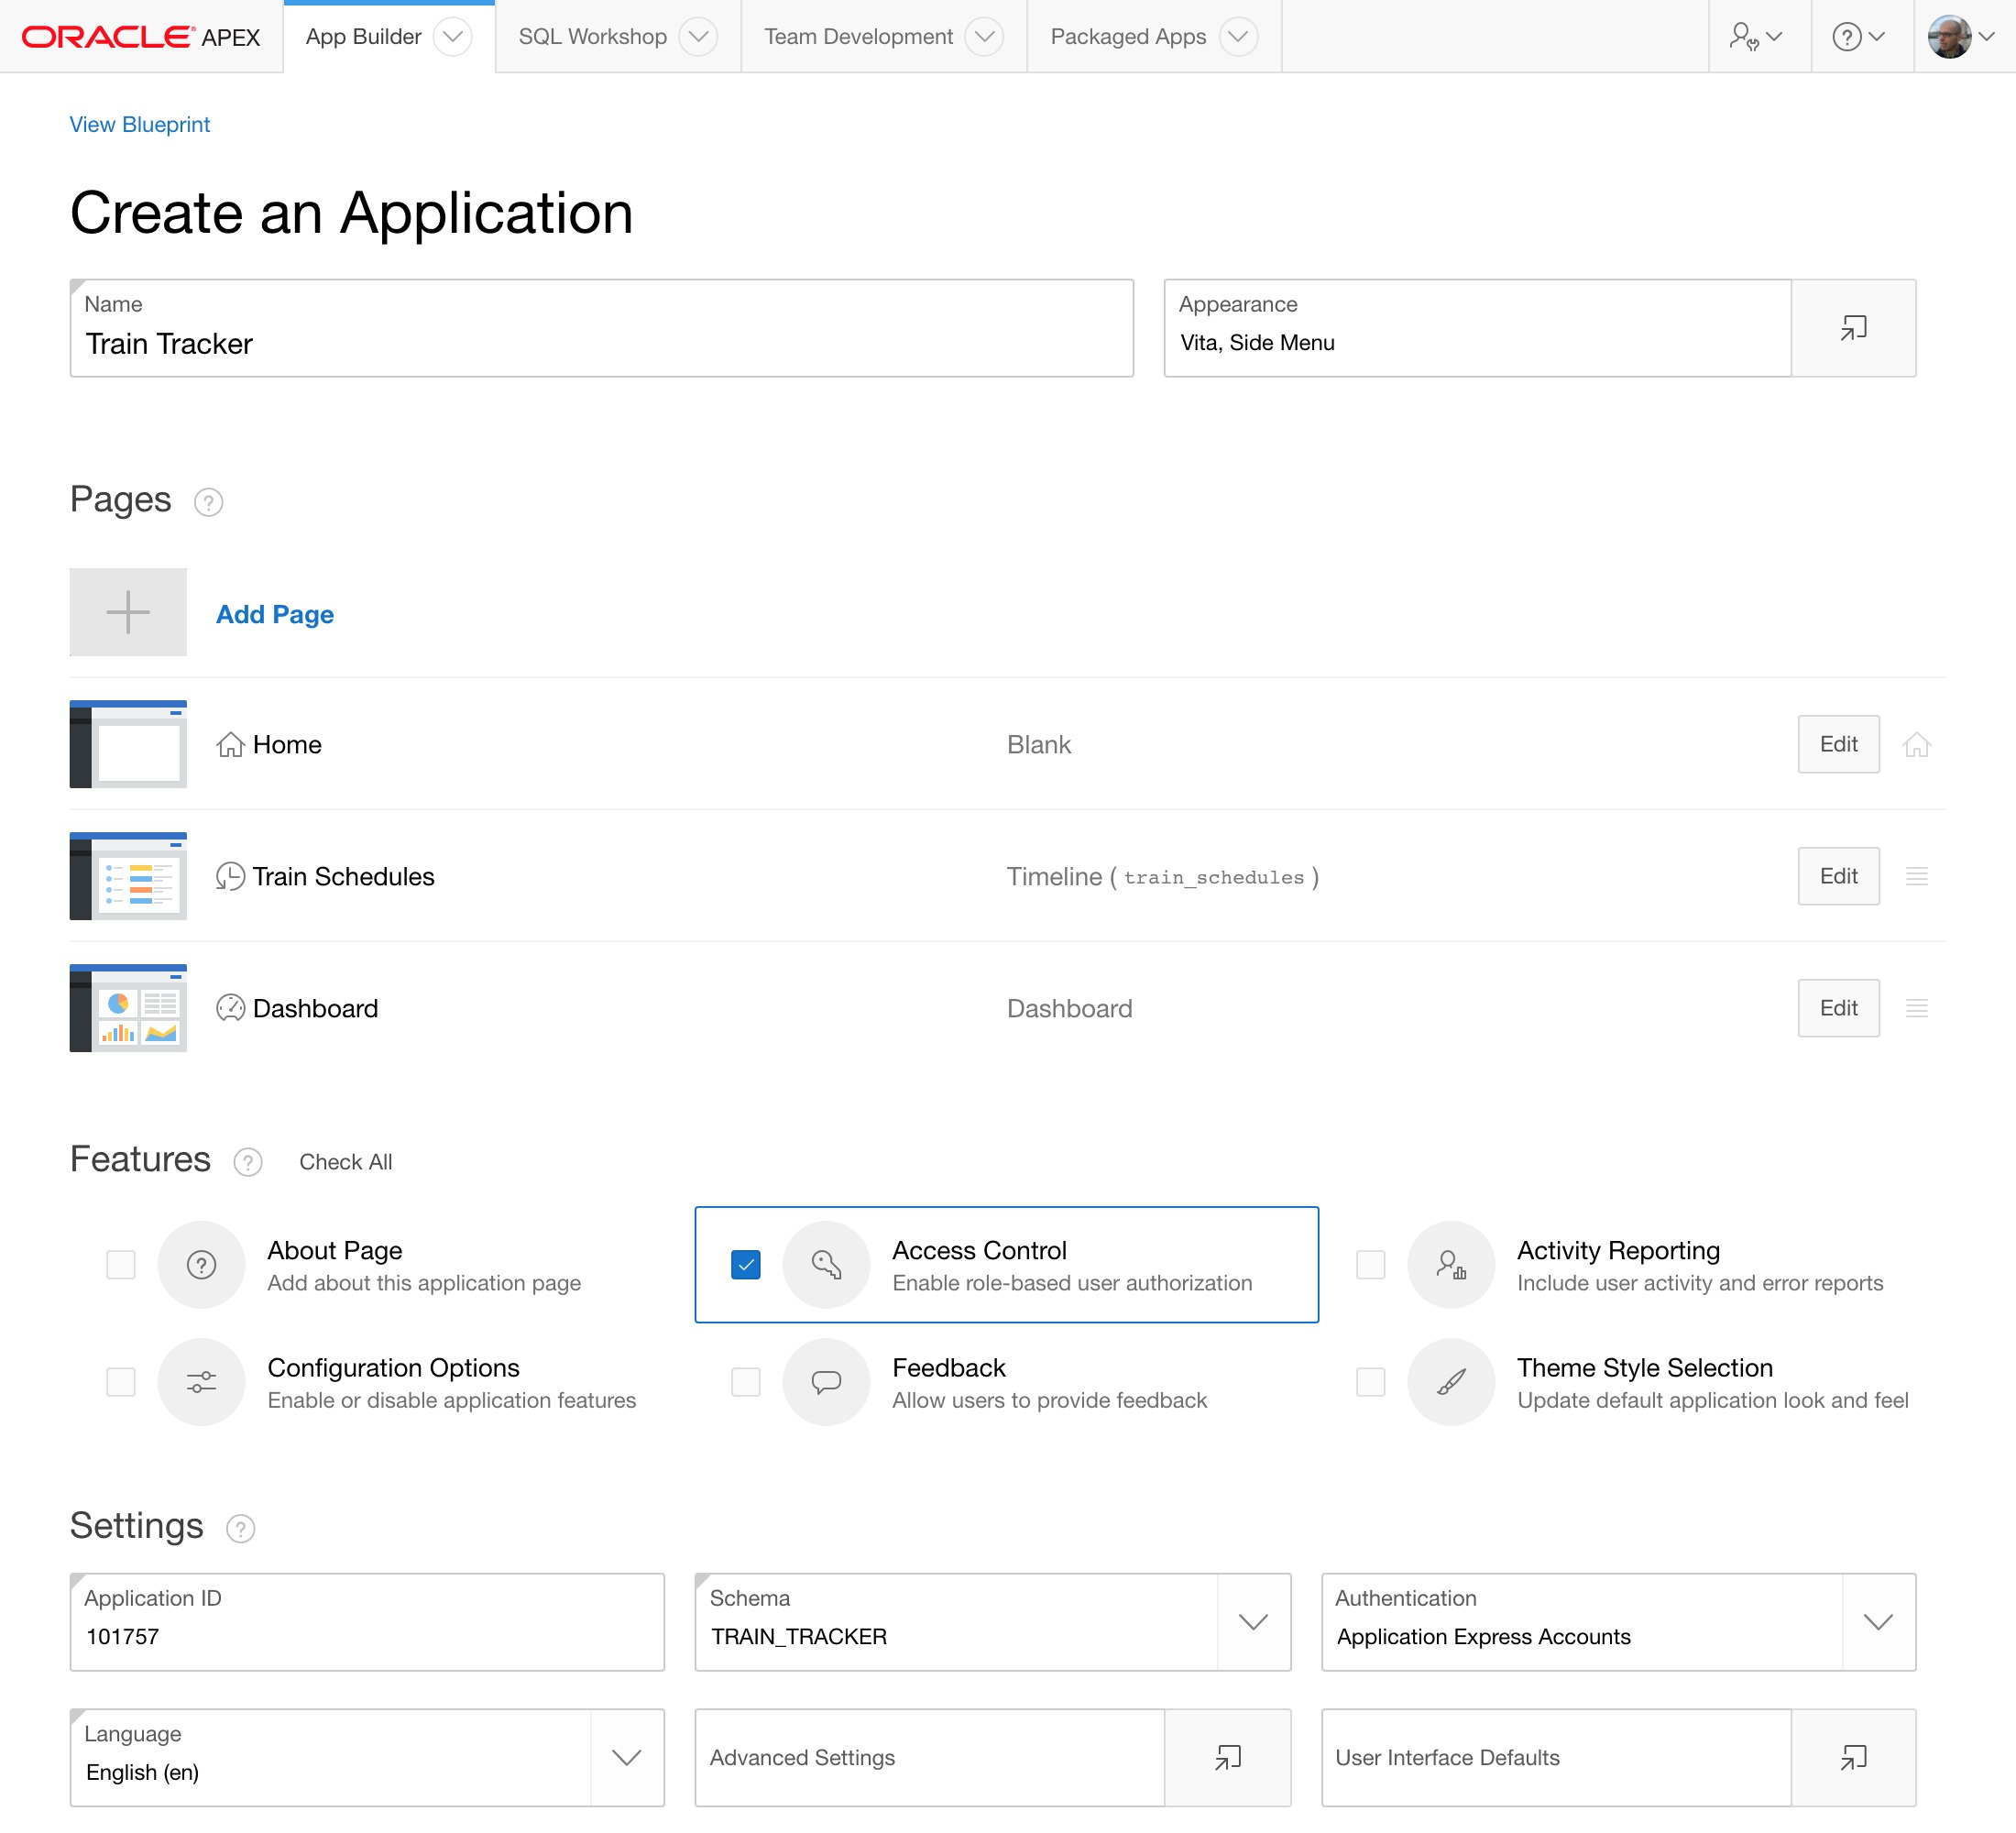 ORACLE APEX App Builder SQL Workshop Team Development Packaged Apps ?
View Blueprint
Create an Application
Name
Train Tracker
Appearance
Vita, Side Menu
Pages ?
Add Page
Home Blank Edit
Train Schedules Timeline ( train_schedules ) Edit
Dashboard Dashboard Edit
Features ? Check All
? About Page
Add about this application page
Access Control
Enable role-based user authorization
Activity Reporting
Include user activity and error reports
Configuration Options
Enable or disable application features
Feedback
Allow users to provide feedback
Theme Style Selection
Update default application look and feel
Settings ?
Application ID
101757
Schema
TRAIN_TRACKER
Authentication
Application Express Accounts
Language
English (en)
Advanced Settings
User Interface Defaults